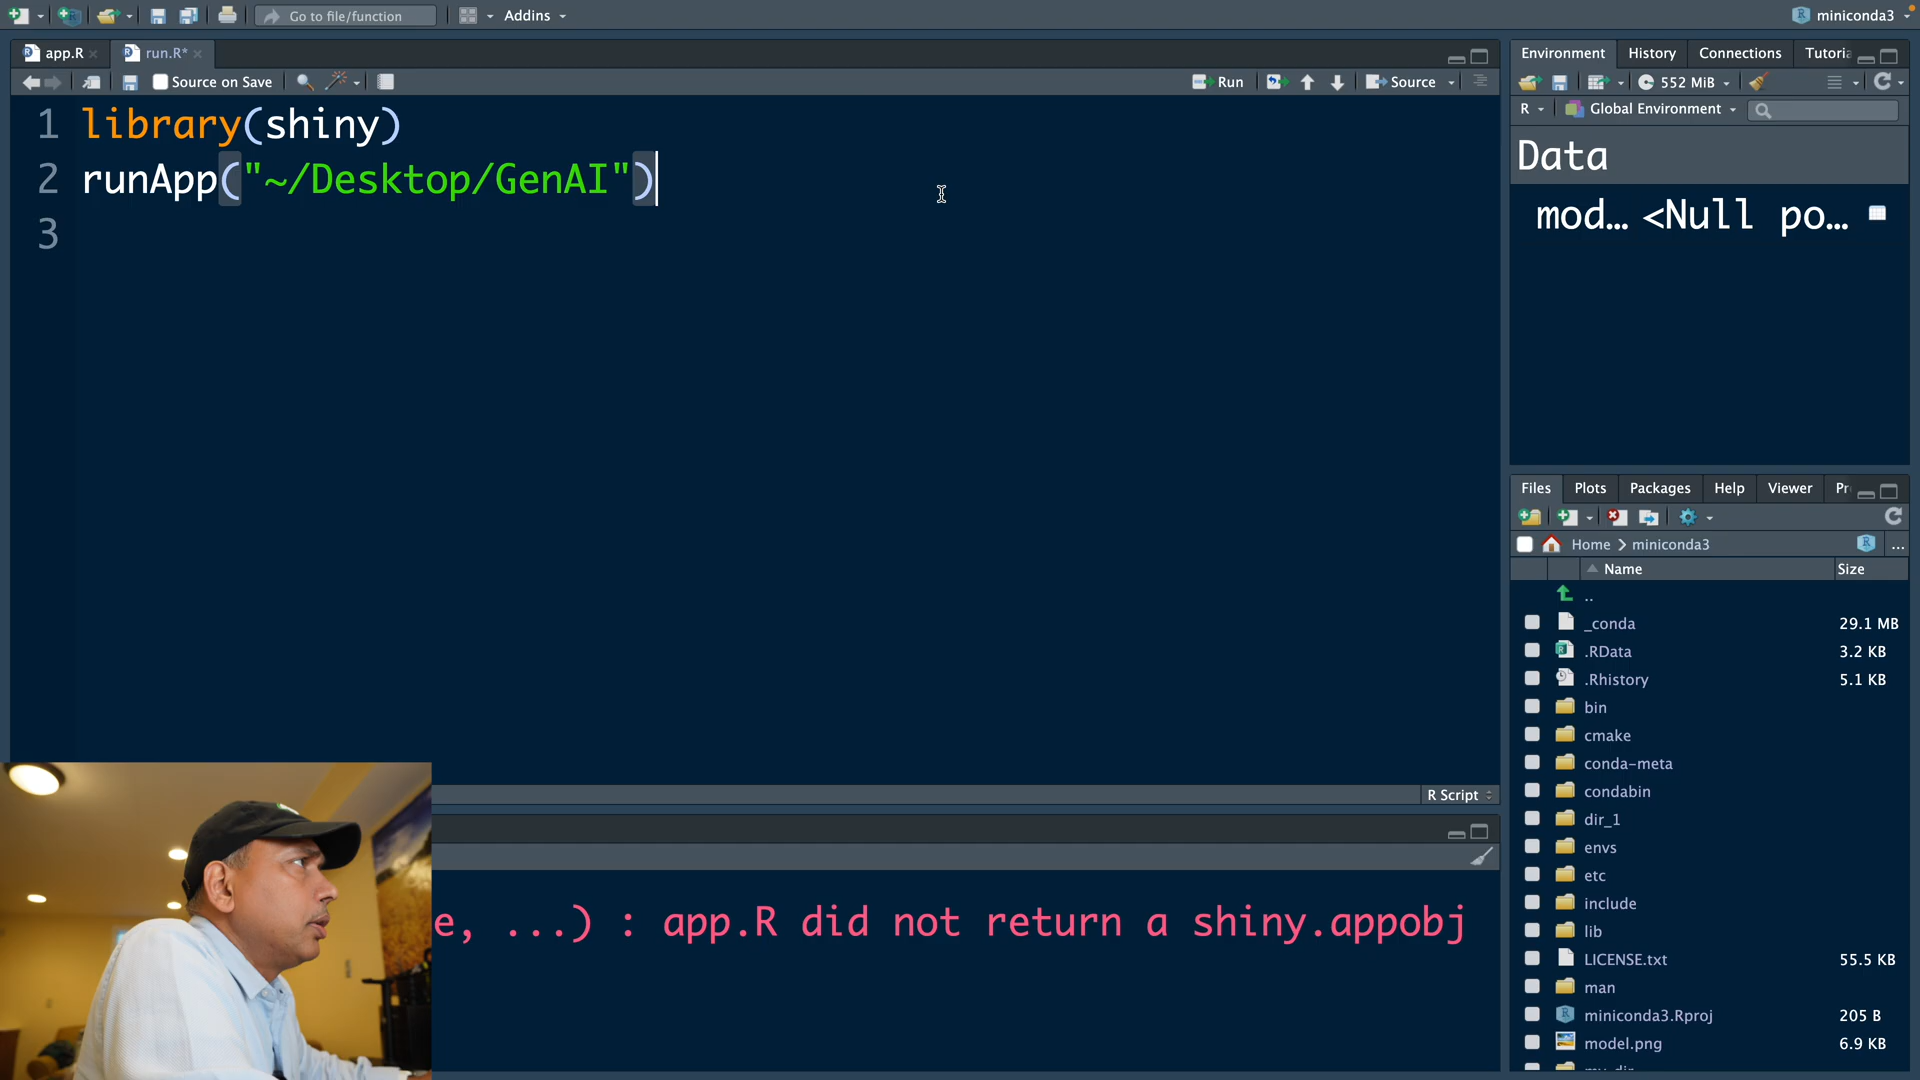 Go to file/function
Addins
miniconda3
app.R
run.R*
Source on Save
Run
Source
1 library(shiny)
2 runApp("~/Desktop/GenAI")
3
R Script
e, ...) : app.R did not return a shiny.appobj
Environment History Connections Tutoria
552 MiB
R Global Environment
Data
mod… <Null po…
Files Plots Packages Help Viewer Pr
Home miniconda3 ...
Name Size
..
_conda 29.1 MB
.RData 3.2 KB
.Rhistory 5.1 KB
bin
cmake
conda-meta
condabin
dir_1
envs
etc
include
lib
LICENSE.txt 55.5 KB
man
miniconda3.Rproj 205 B
model.png 6.9 KB